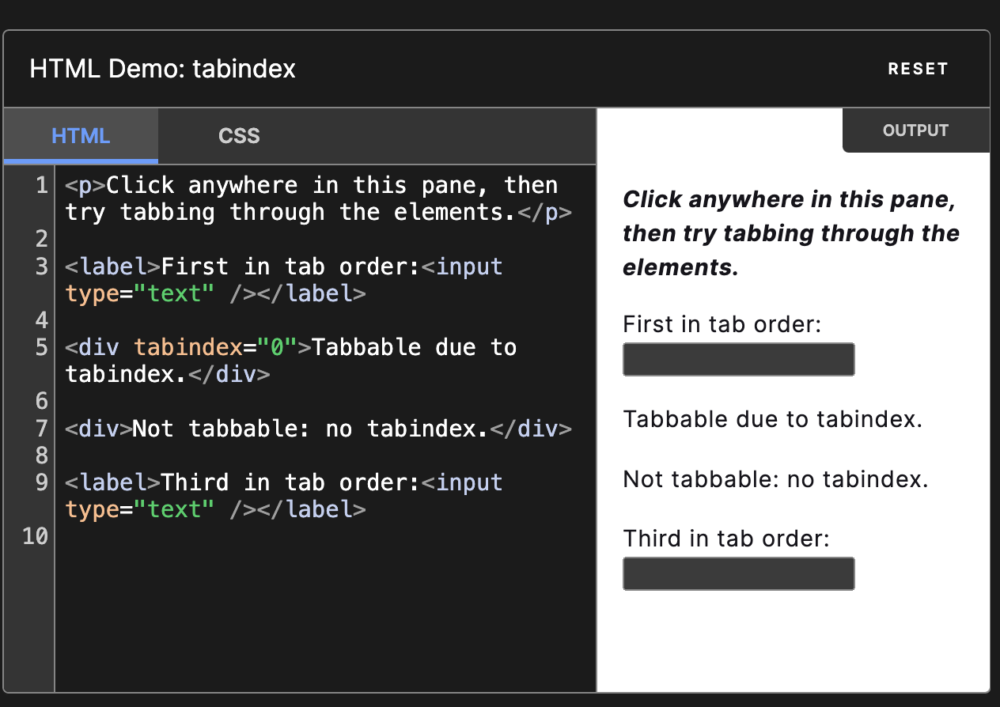 HTML Demo: tabindex
RESET
HTML
CSS
1 <p>Click anywhere in this pane, then
try tabbing through the elements.</p>
2
3 <label>First in tab order:<input
type="text" /></label>
4
5 <div tabindex="0">Tabbable due to
tabindex.</div>
6
7 <div>Not tabbable: no tabindex.</div>
8
9 <label>Third in tab order:<input
type="text" /></label>
10
OUTPUT
Click anywhere in this pane,
then try tabbing through the
elements.
First in tab order:
Tabbable due to tabindex.
Not tabbable: no tabindex.
Third in tab order: